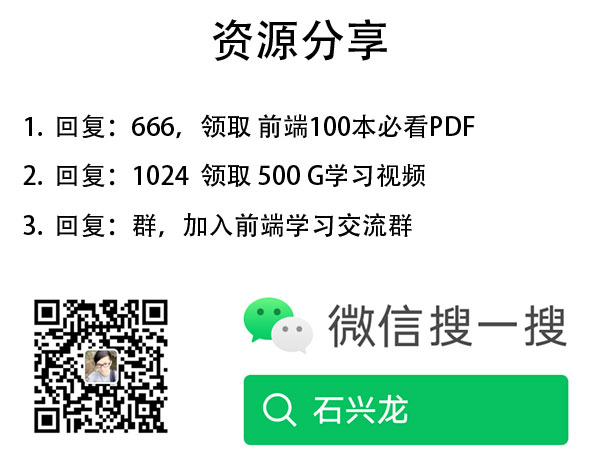 资源分享
1. 回复：666，领取 前端100本必看PDF
2. 回复：1024 领取 500 G学习视频
3. 回复：群，加入前端学习交流群
微信搜一搜
石兴龙